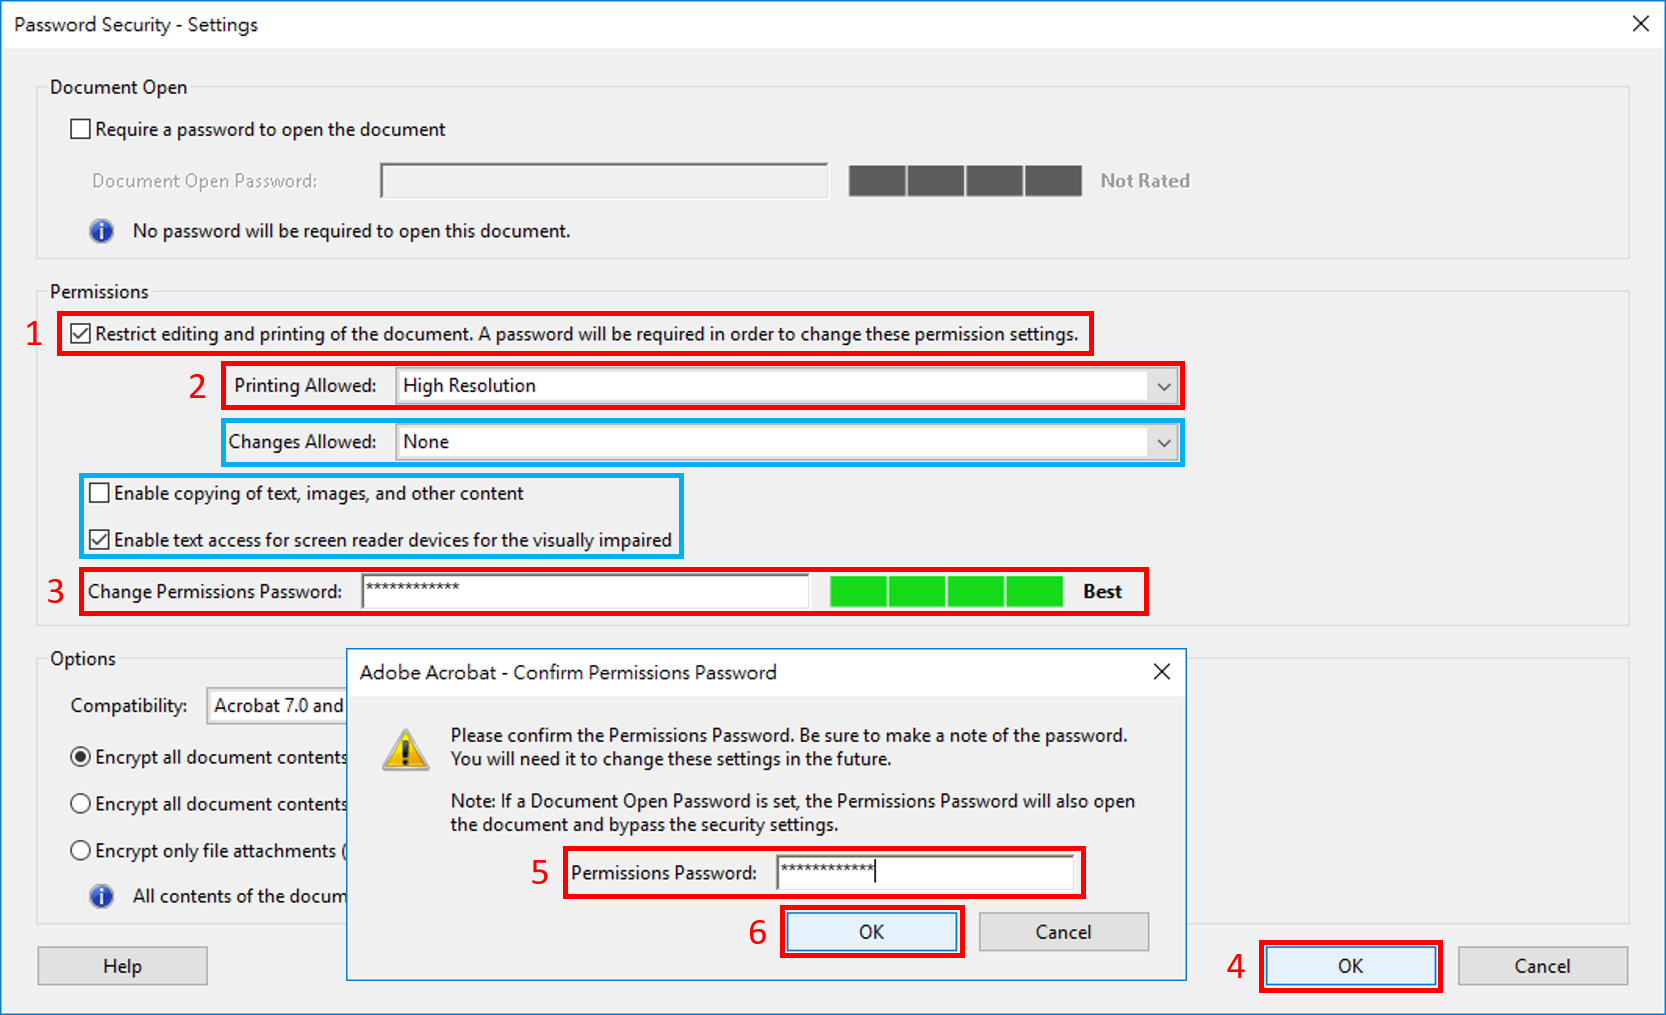 Password Security - Settings
Document Open
Require a password to open the document
Document Open Password:
Not Rated
No password will be required to open this document.
Permissions
1
Restrict editing and printing of the document. A password will be required in order to change these permission settings.
2
Printing Allowed: High Resolution
Changes Allowed: None
Enable copying of text, images, and other content
Enable text access for screen reader devices for the visually impaired
3
Change Permissions Password: ************ Best
Options
Compatibility: Acrobat 7.0 and
Encrypt all document contents
Encrypt all document contents
Encrypt only file attachments (
All contents of the docum
Adobe Acrobat - Confirm Permissions Password
Please confirm the Permissions Password. Be sure to make a note of the password.
You will need it to change these settings in the future.
Note: If a Document Open Password is set, the Permissions Password will also open
the document and bypass the security settings.
5
Permissions Password: ************
6
OK
Cancel
Help
4
OK
Cancel